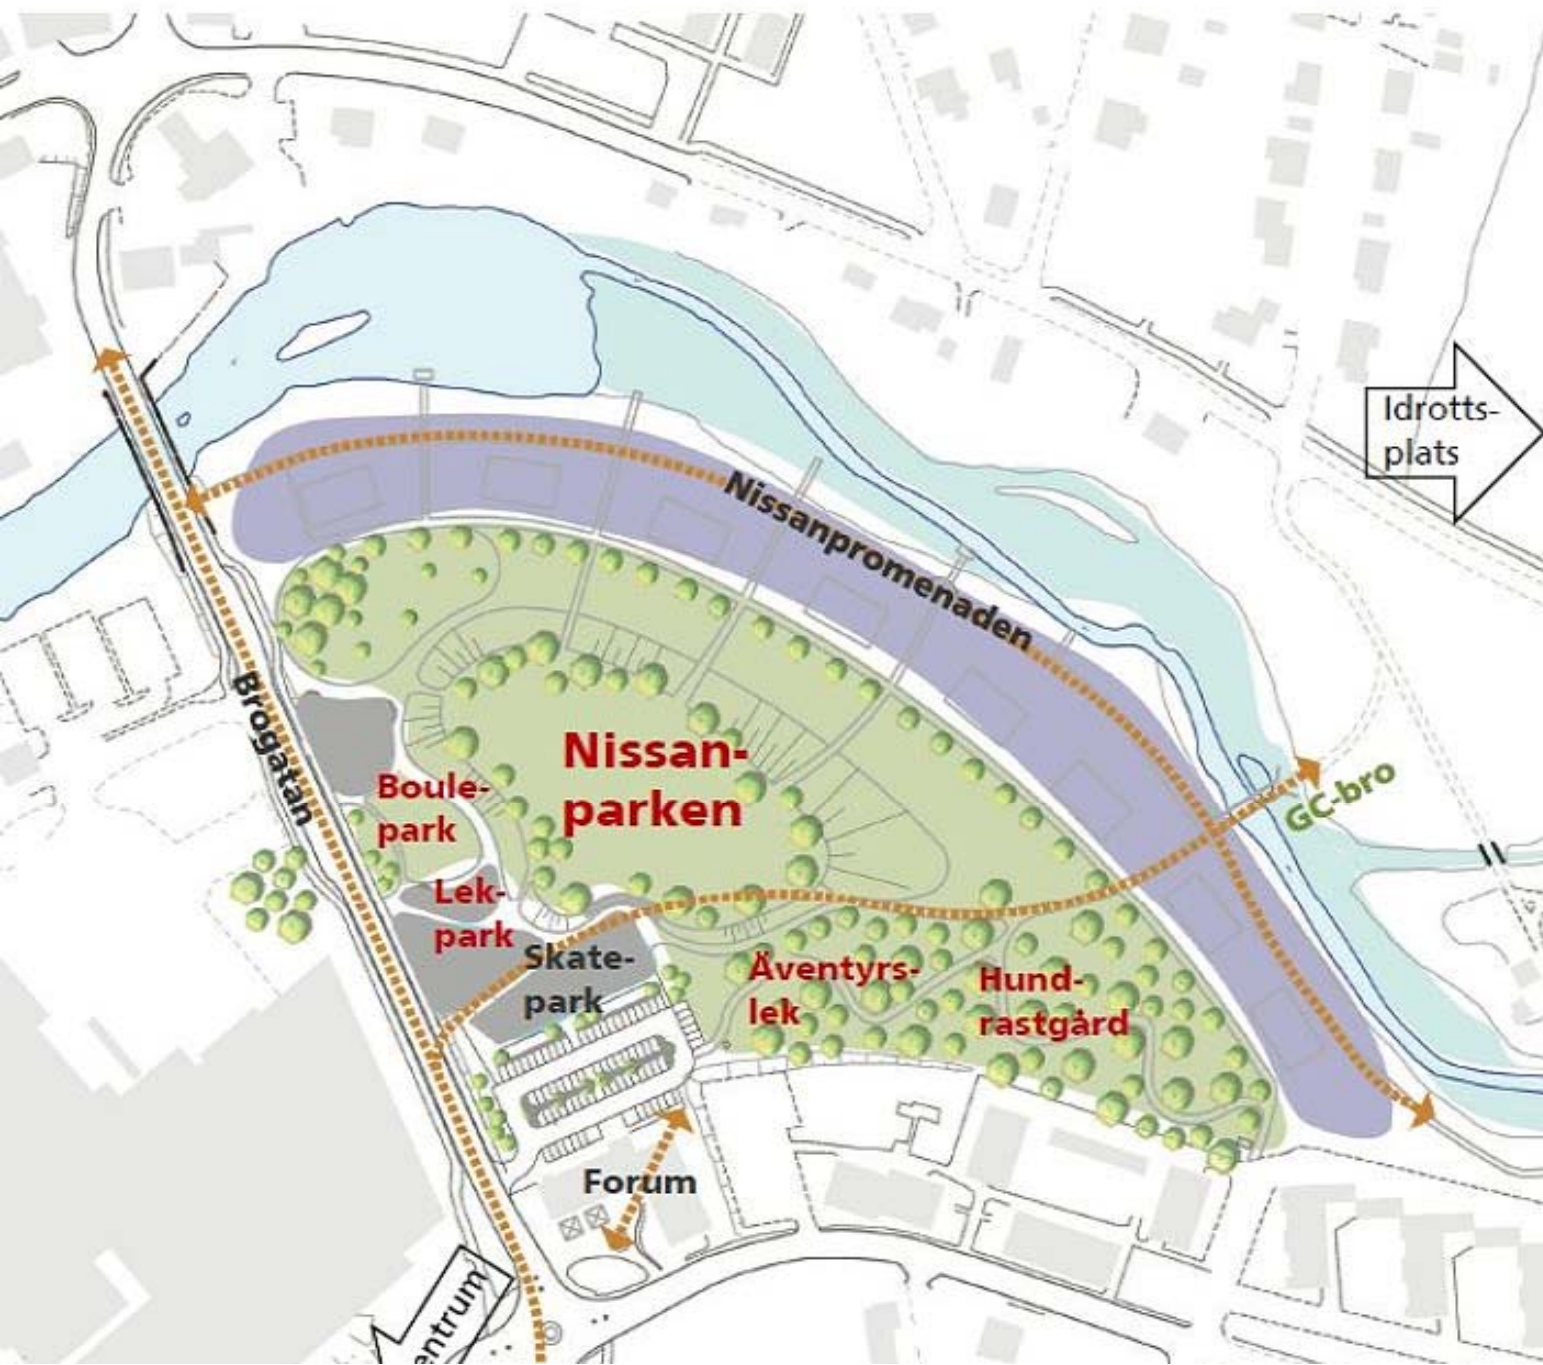 Idrotts-
plats
Nissanpromenaden
Brogatan
Nissan-
parken
GC-bro
Boule-
park
Lek-
park
Skate-
park
Äventyrs-
lek
Hund-
rastgård
Forum
entrum